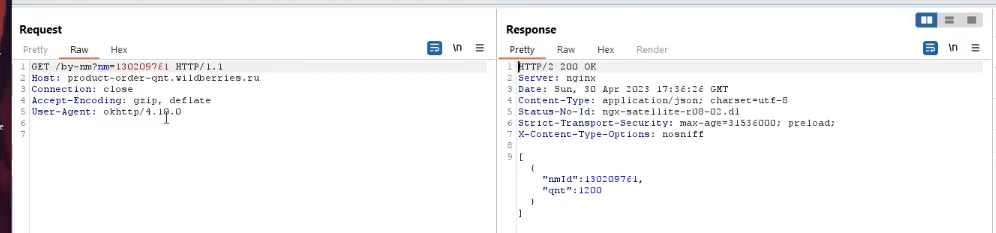 Request
Pretty Raw Hex
\n
1 GET /by-nm?nm=130209761 HTTP/1.1
2 Host: product-order-qnt.wildberries.ru
3 Connection: close
4 Accept-Encoding: gzip, deflate
5 User-Agent: okhttp/4.10.0
6
7
Response
Pretty Raw Hex Render
\n
1 HTTP/2 200 OK
2 Server: nginx
3 Date: Sun, 30 Apr 2023 17:36:26 GMT
4 Content-Type: application/json; charset=utf-8
5 Status-No-Id: ngx-satellite-r08-02.dl
6 Strict-Transport-Security: max-age=31536000; preload;
7 X-Content-Type-Options: nosniff
8
9 [
{
"nmId":130209761,
"qnt":1200
}
]